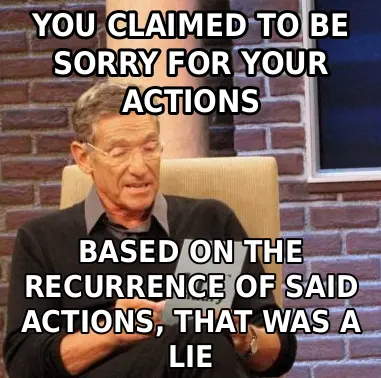 YOU CLAIMED TO BE
SORRY FOR YOUR
ACTIONS
BASED ON THE
RECURRENCE OF SAID
ACTIONS, THAT WAS A
LIE